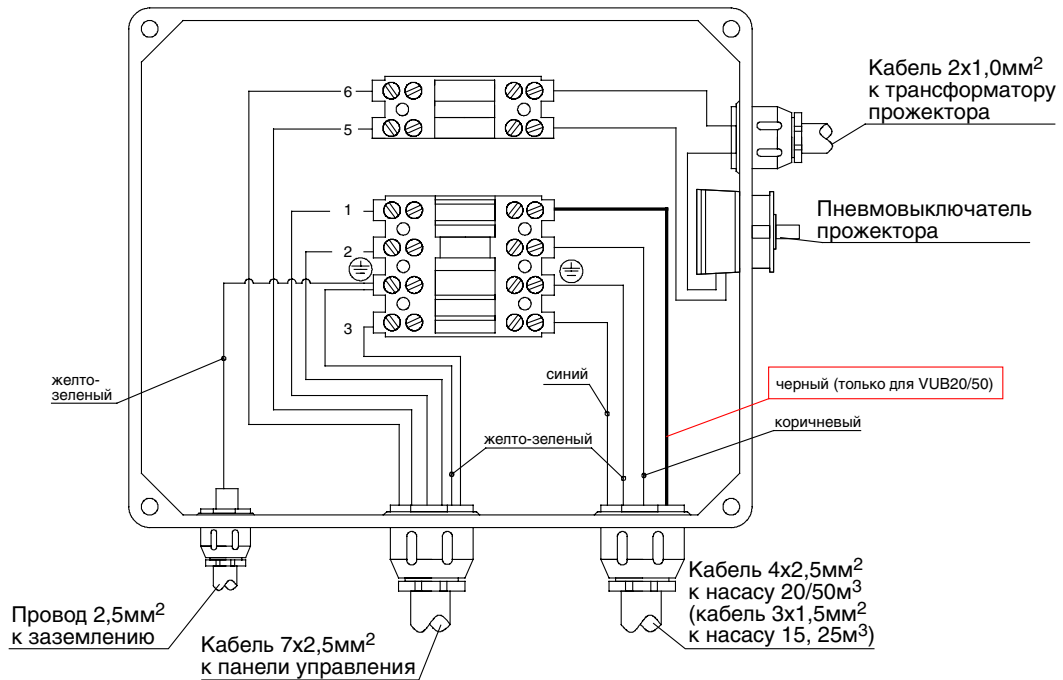 Кабель 2x1,0мм²
к трансформатору
прожектора
6
5
1
Пневмовыключатель
прожектора
2
3
желто-
зеленый
синий
черный (только для VUB20/50)
коричневый
желто-зеленый
Кабель 4x2,5мм²
к насасу 20/50м³
(кабель 3x1,5мм²
к насасу 15, 25м³)
Провод 2,5мм²
к заземлению
Кабель 7x2,5мм²
к панели управления